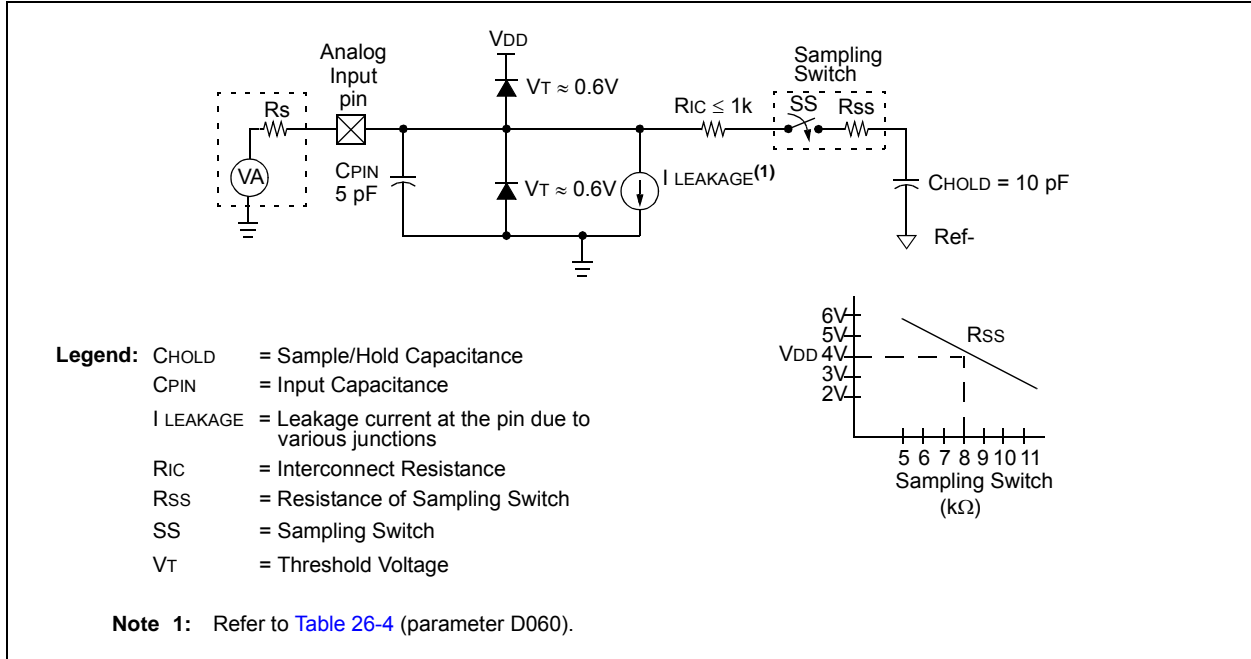 VDD
Analog
Input
pin
Sampling
Switch
VT ≈ 0.6V
Rs
RIC ≤ 1k
SS
Rss
VA
CPIN
5 pF
VT ≈ 0.6V
I LEAKAGE(1)
CHOLD = 10 pF
Ref-
6V
5V
VDD 4V
3V
2V
RSS
5 6 7 8 9 10 11
Sampling Switch
(kΩ)
Legend: CHOLD = Sample/Hold Capacitance
CPIN = Input Capacitance
I LEAKAGE = Leakage current at the pin due to
various junctions
RIC = Interconnect Resistance
RSS = Resistance of Sampling Switch
SS = Sampling Switch
VT = Threshold Voltage
Note 1: Refer to Table 26-4 (parameter D060).